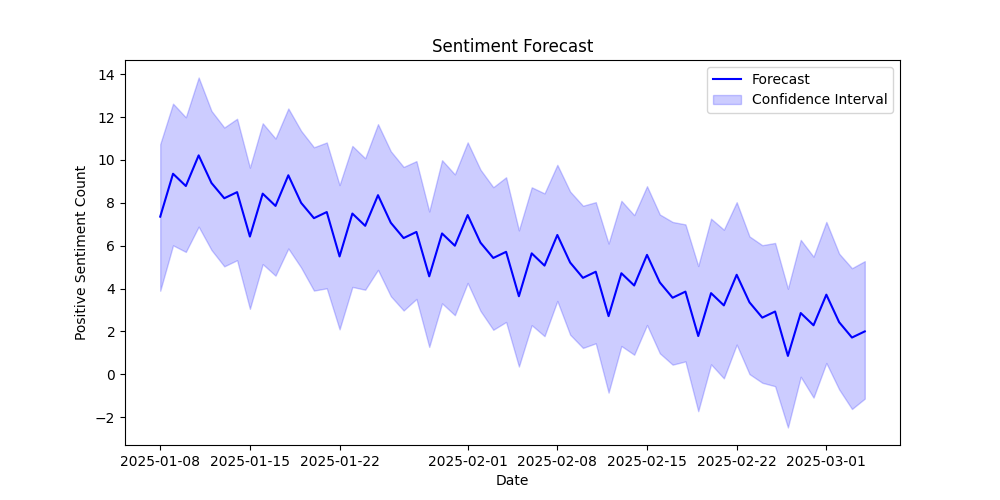 Sentiment Forecast
Forecast
Confidence Interval
14
12
10
8
6
4
2
0
−2
Positive Sentiment Count
2025-01-08 2025-01-15 2025-01-22 2025-02-01 2025-02-08 2025-02-15 2025-02-22 2025-03-01
Date